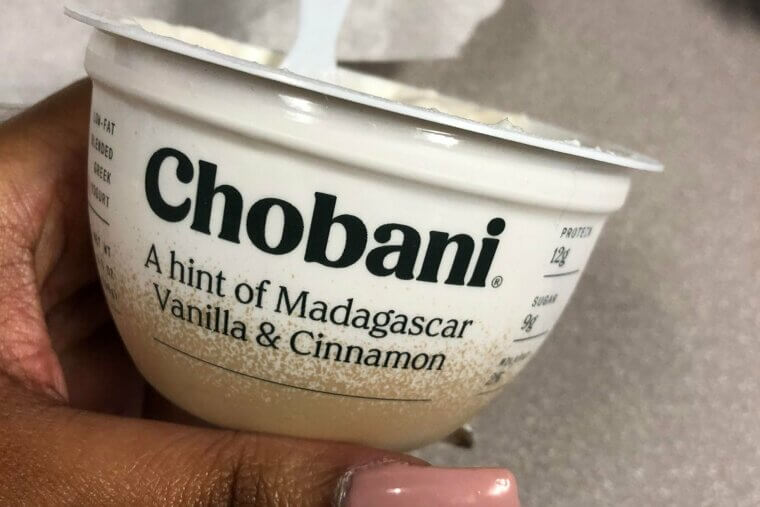 LOW-FAT
BLENDED
GREEK
YOGURT
Chobani®
A hint of Madagascar
Vanilla & Cinnamon
PROTEIN
12g
SUGAR
9g